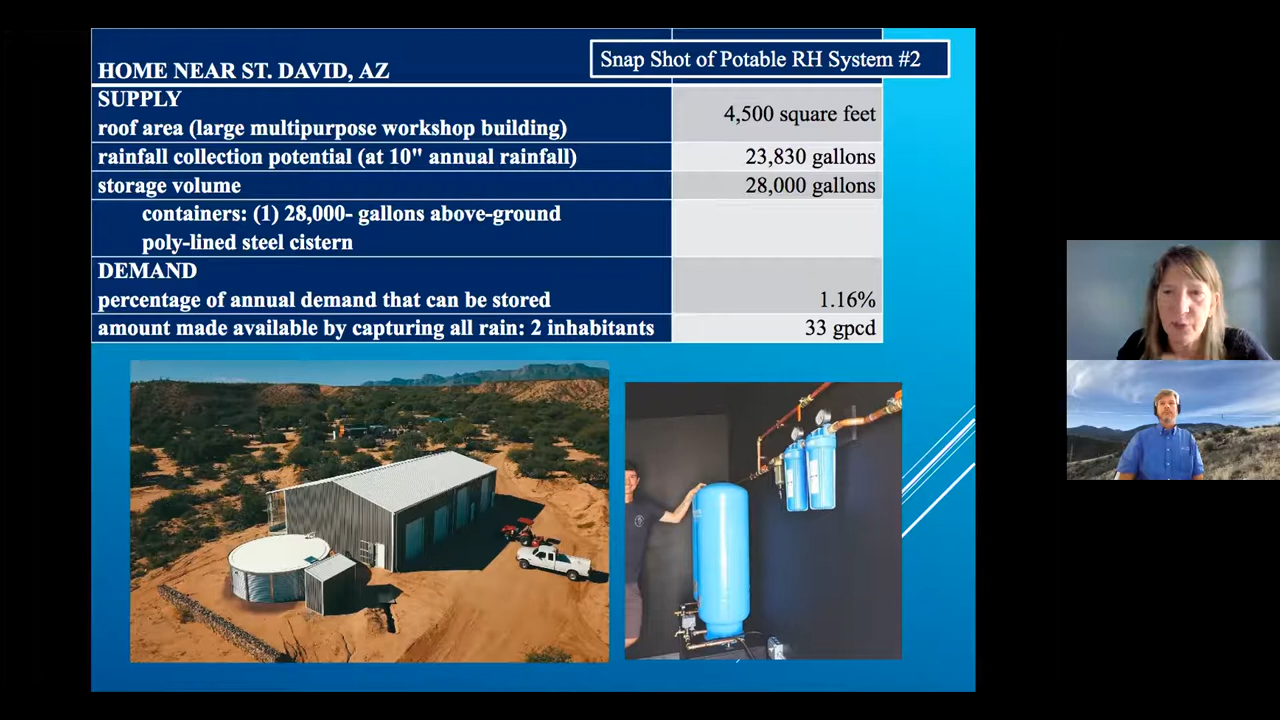 Snap Shot of Potable RH System #2
HOME NEAR ST. DAVID, AZ
SUPPLY
roof area (large multipurpose workshop building)
4,500 square feet
rainfall collection potential (at 10" annual rainfall)
23,830 gallons
storage volume
28,000 gallons
containers: (1) 28,000- gallons above-ground
poly-lined steel cistern
DEMAND
percentage of annual demand that can be stored
1.16%
amount made available by capturing all rain: 2 inhabitants
33 gpcd